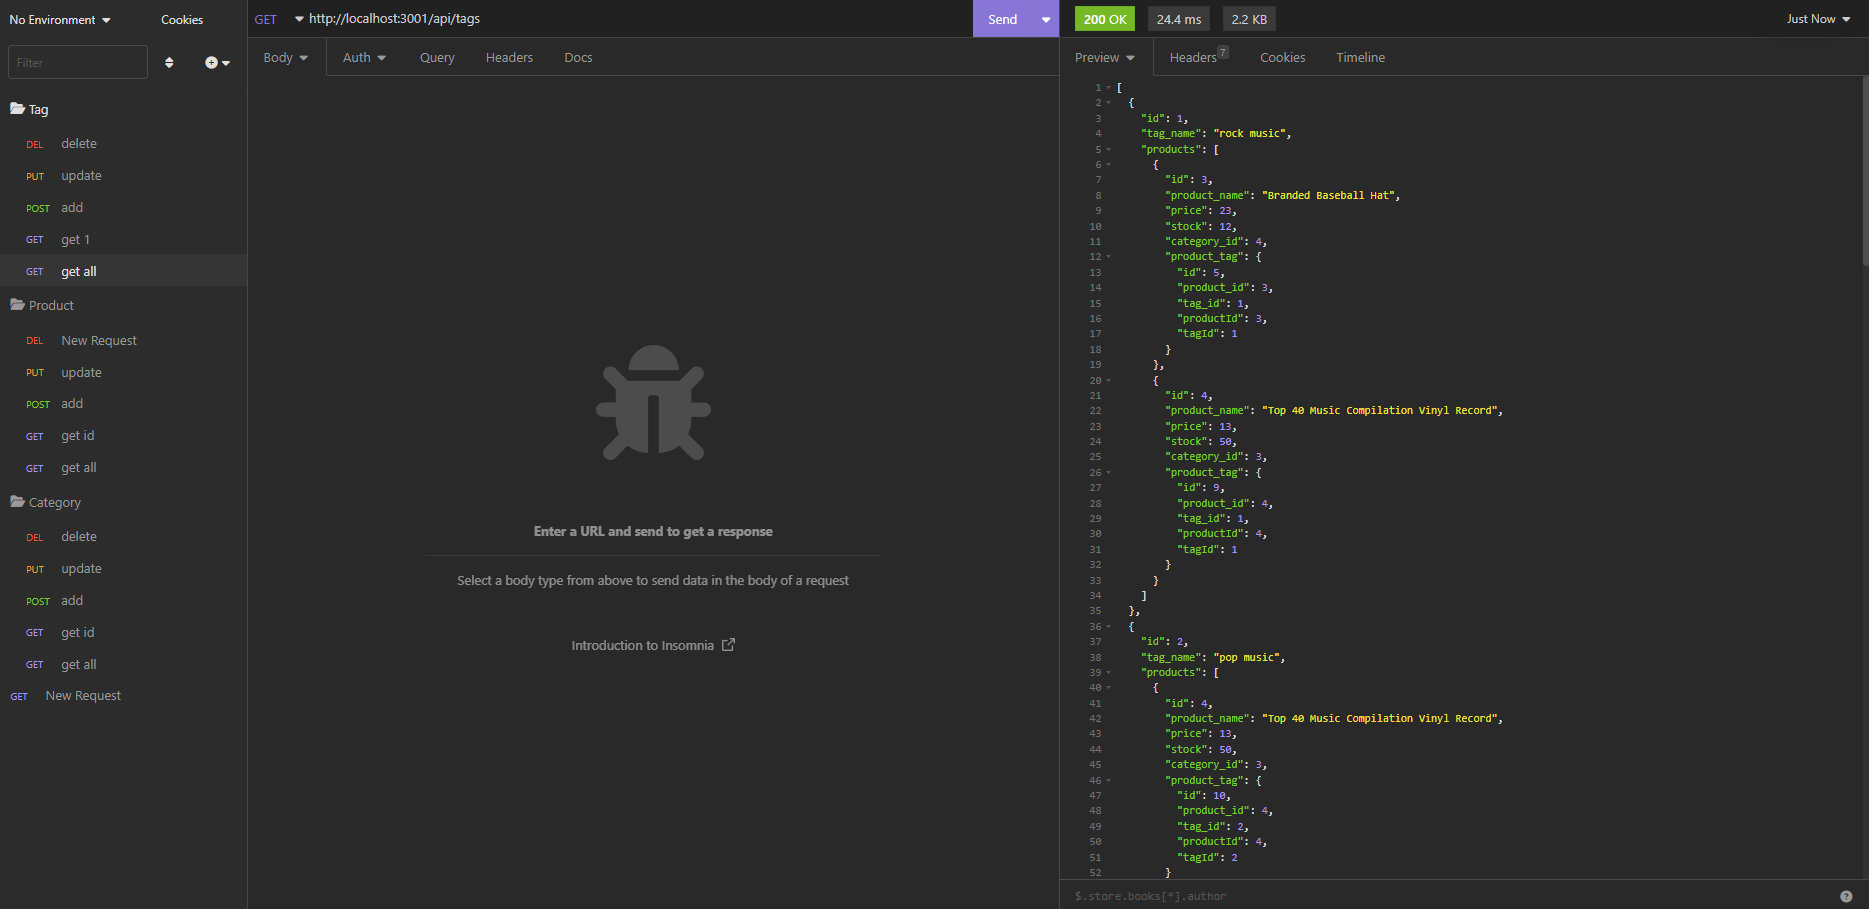 No Environment
Cookies
Filter
Tag
DEL delete
PUT update
POST add
GET get 1
GET get all
Product
DEL New Request
PUT update
POST add
GET get id
GET get all
Category
DEL delete
PUT update
POST add
GET get id
GET get all
GET New Request
GET http://localhost:3001/api/tags
Send
Body Auth Query Headers Docs
Enter a URL and send to get a response
Select a body type from above to send data in the body of a request
Introduction to Insomnia
200 OK 24.4 ms 2.2 KB Just Now
Preview Headers 7 Cookies Timeline
1 [
2 {
3 "id": 1,
4 "tag_name": "rock music",
5 "products": [
6 {
7 "id": 3,
8 "product_name": "Branded Baseball Hat",
9 "price": 23,
10 "stock": 12,
11 "category_id": 4,
12 "product_tag": {
13 "id": 5,
14 "product_id": 3,
15 "tag_id": 1,
16 "productId": 3,
17 "tagId": 1
18 }
19 },
20 {
21 "id": 4,
22 "product_name": "Top 40 Music Compilation Vinyl Record",
23 "price": 13,
24 "stock": 50,
25 "category_id": 3,
26 "product_tag": {
27 "id": 9,
28 "product_id": 4,
29 "tag_id": 1,
30 "productId": 4,
31 "tagId": 1
32 }
33 }
34 ]
35 },
36 {
37 "id": 2,
38 "tag_name": "pop music",
39 "products": [
40 {
41 "id": 4,
42 "product_name": "Top 40 Music Compilation Vinyl Record",
43 "price": 13,
44 "stock": 50,
45 "category_id": 3,
46 "product_tag": {
47 "id": 10,
48 "product_id": 4,
49 "tag_id": 2,
50 "productId": 4,
51 "tagId": 2
52 }
$.store.books[*].author
?